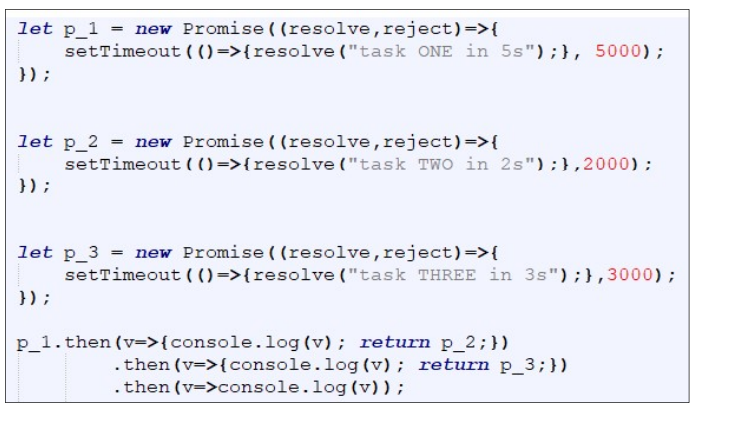 let p_1 = new Promise((resolve,reject)=>{
setTimeout(()=>{resolve("task ONE in 5s");}, 5000);
});
let p_2 = new Promise((resolve,reject)=>{
setTimeout(()=>{resolve("task TWO in 2s");},2000);
});
let p_3 = new Promise((resolve,reject)=>{
setTimeout(()=>{resolve("task THREE in 3s");},3000);
});
p_1.then(v=>{console.log(v); return p_2;})
.then(v=>{console.log(v); return p_3;})
.then(v=>console.log(v));